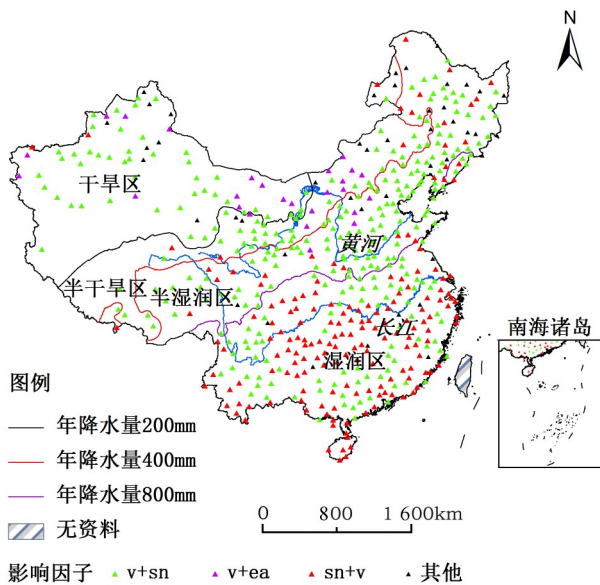 N
干旱区
黄河
半干旱区
半湿润区
长江
湿润区
南海诸岛
图例
年降水量200mm
年降水量400mm
年降水量800mm
无资料
0 800 1 600km
影响因子 v+sn v+ea sn+v 其他